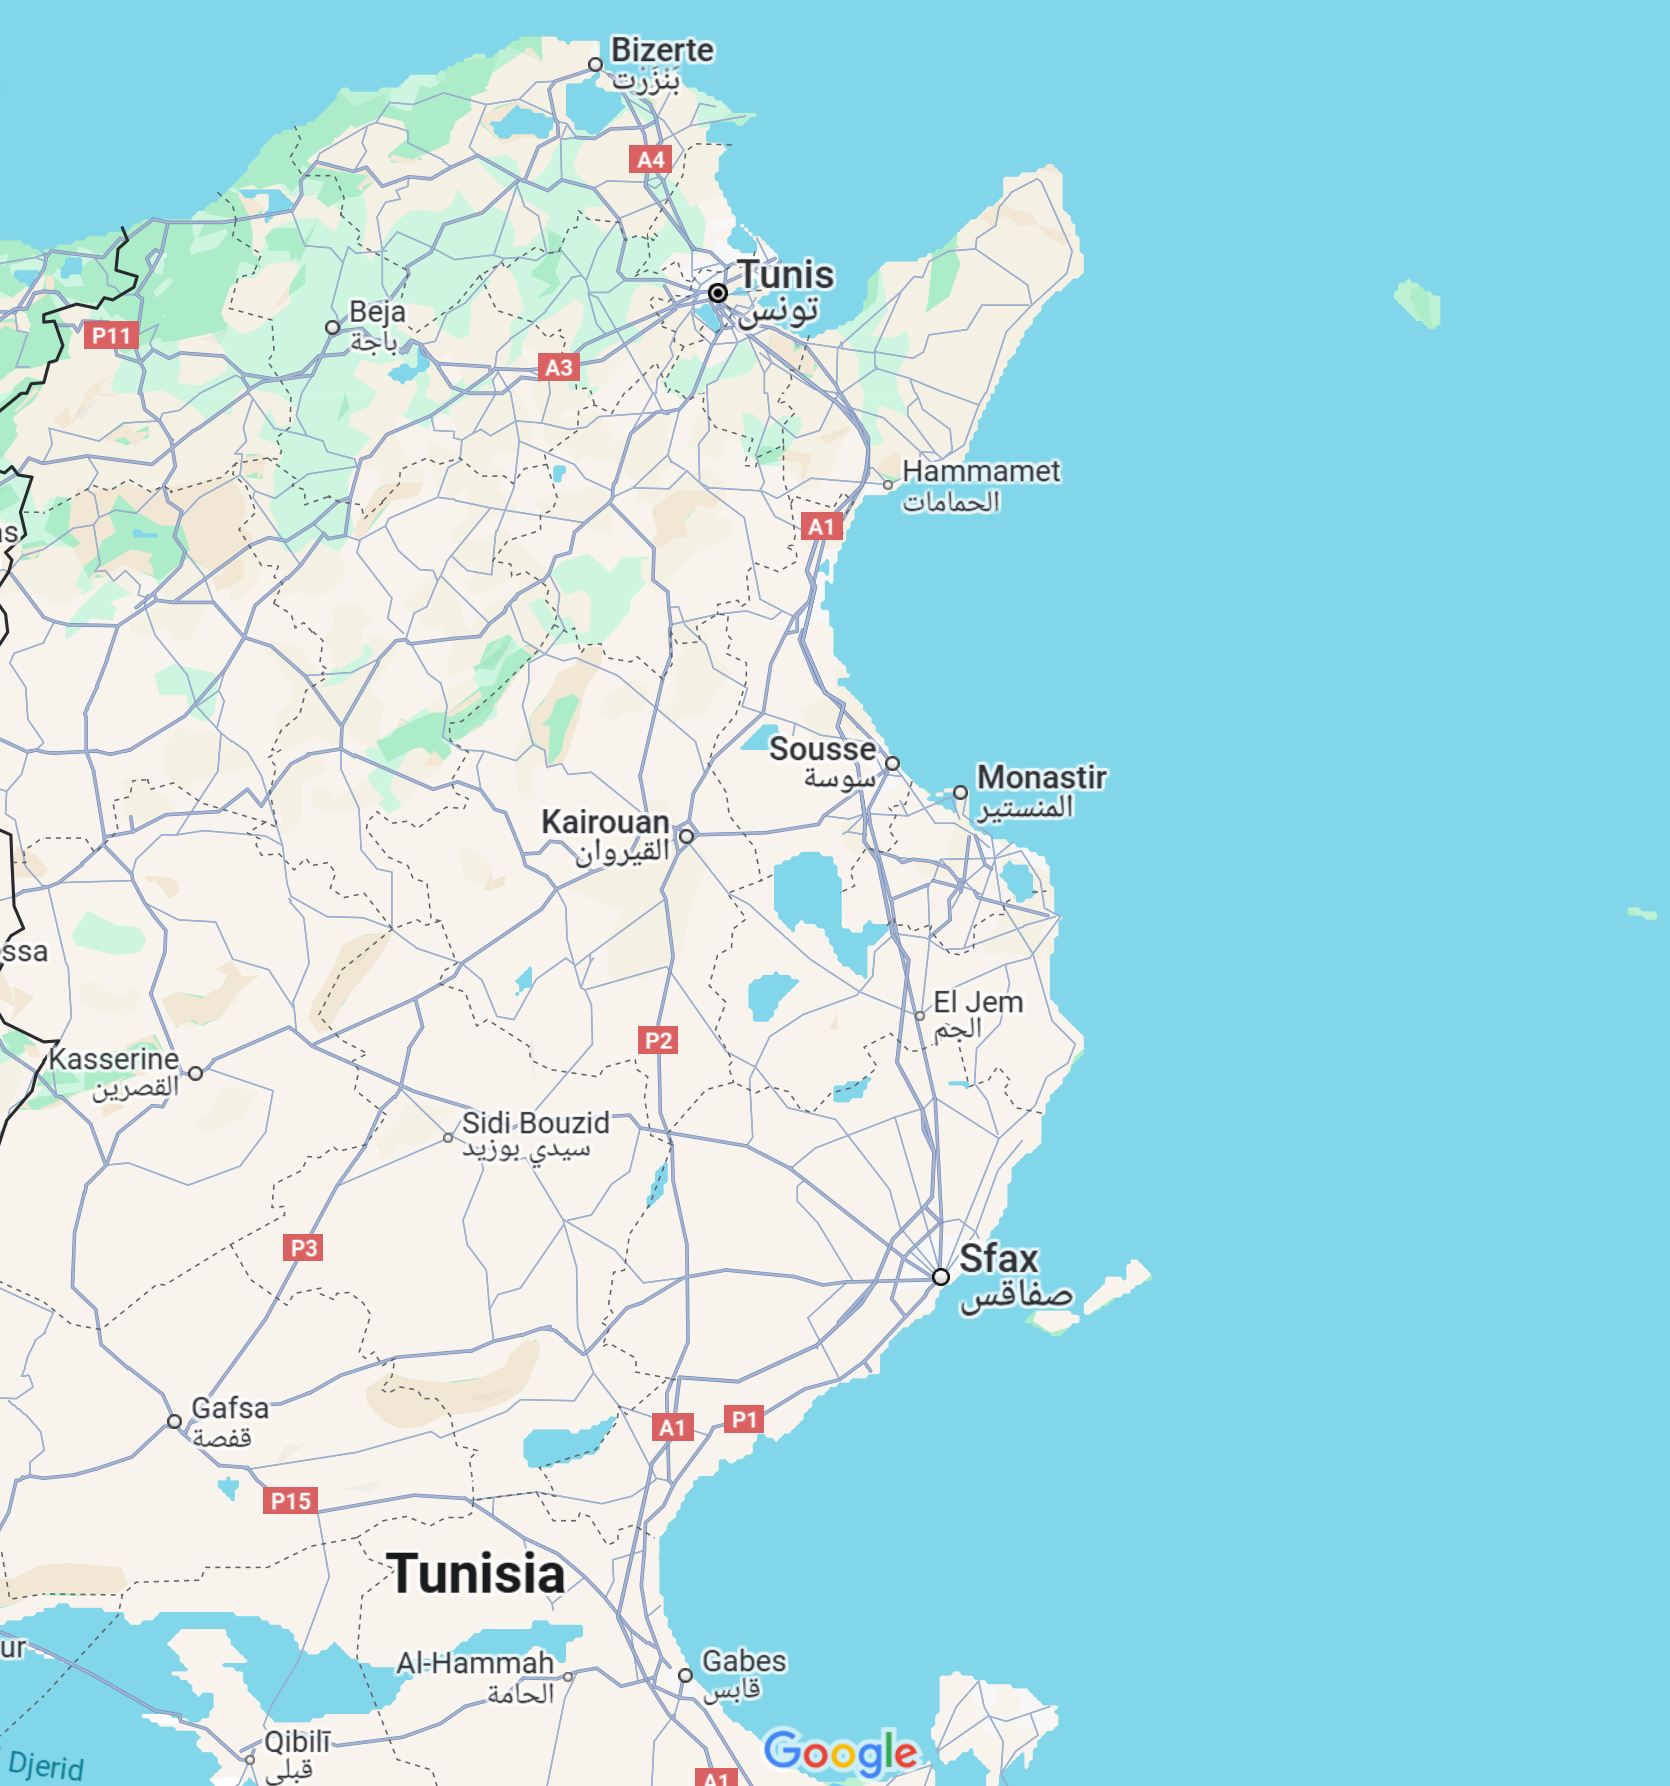 Bizerte
بنزرت
A4
Tunis
تونس
Beja
باجة
P11
A3
Hammamet
الحمامات
A1
Sousse
سوسة
Monastir
المنستير
Kairouan
القيروان
ssa
El Jem
الجم
P2
Kasserine
القصرين
Sidi Bouzid
سيدي بوزيد
P3
Sfax
صفاقس
Gafsa
قفصة
A1
P1
P15
Tunisia
ur
Al-Hammah
الحامة
Gabes
قابس
Qibilī
قبلي
Google
Djerid
A1